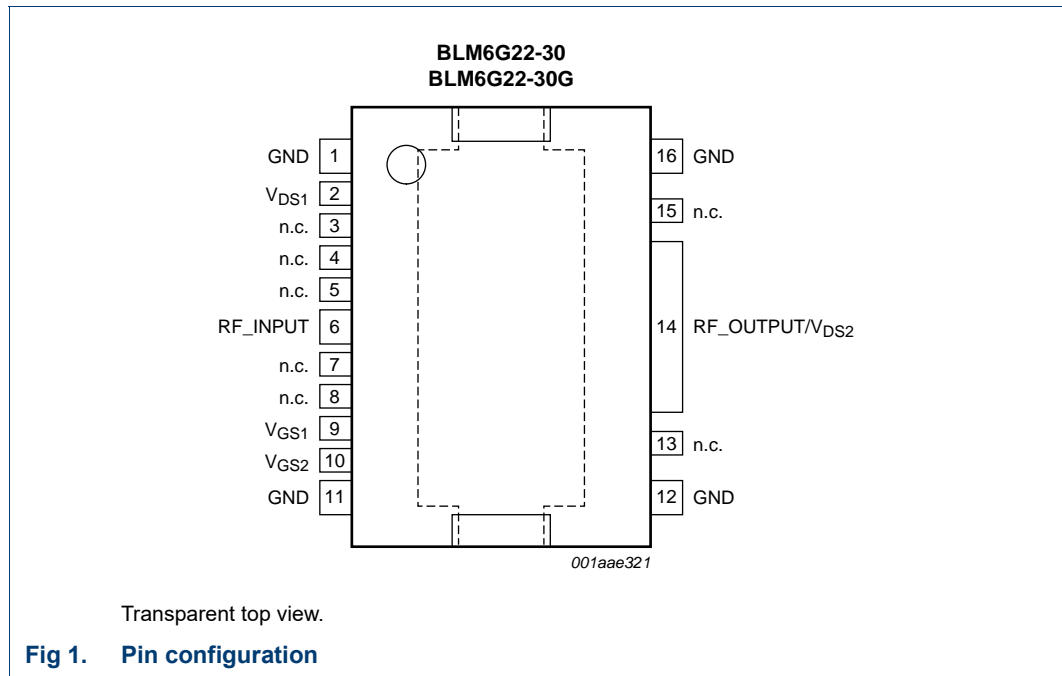 BLM6G22-30
BLM6G22-30G
GND 1
VDS1 2
n.c. 3
n.c. 4
n.c. 5
RF_INPUT 6
n.c. 7
n.c. 8
VGS1 9
VGS2 10
GND 11
16 GND
15 n.c.
14 RF_OUTPUT/VDS2
13 n.c.
12 GND
001aae321
Transparent top view.
Fig 1. Pin configuration